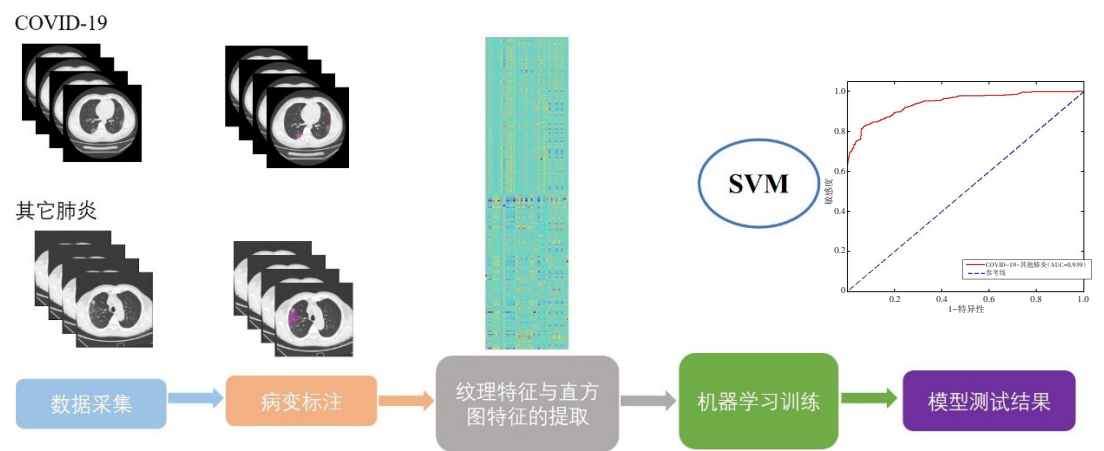 COVID-19
其它肺炎
SVM
1.0
0.8
0.6
0.4
0.2
0
敏感度
0.2
0.4
0.6
0.8
1.0
1-特异性
COVID-19-其他肺炎(AUC=0.939)
参考线
数据采集
病变标注
纹理特征与直方
图特征的提取
机器学习训练
模型测试结果